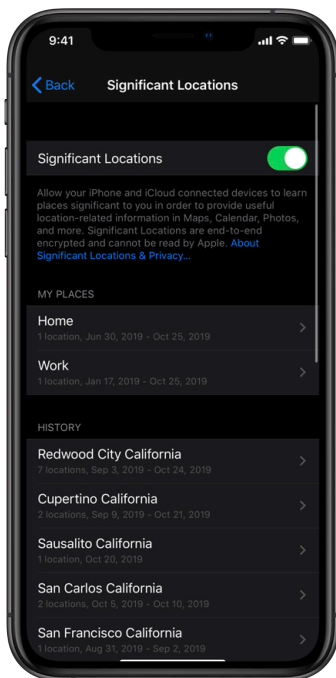 9:41
Back
Significant Locations
Significant Locations
Allow your iPhone and iCloud connected devices to learn
places significant to you in order to provide useful
location-related information in Maps, Calendar, Photos,
and more. Significant Locations are end-to-end
encrypted and cannot be read by Apple. About
Significant Locations & Privacy...
MY PLACES
Home
1 location, Jun 30, 2019 - Oct 25, 2019
Work
1 location, Jan 17, 2019 - Oct 25, 2019
HISTORY
Redwood City California
7 locations, Sep 3, 2019 - Oct 24, 2019
Cupertino California
2 locations, Sep 9, 2019 - Oct 21, 2019
Sausalito California
1 location, Oct 20, 2019
San Carlos California
2 locations, Oct 5, 2019 - Oct 10, 2019
San Francisco California
1 location, Aug 31, 2019 - Sep 2, 2019